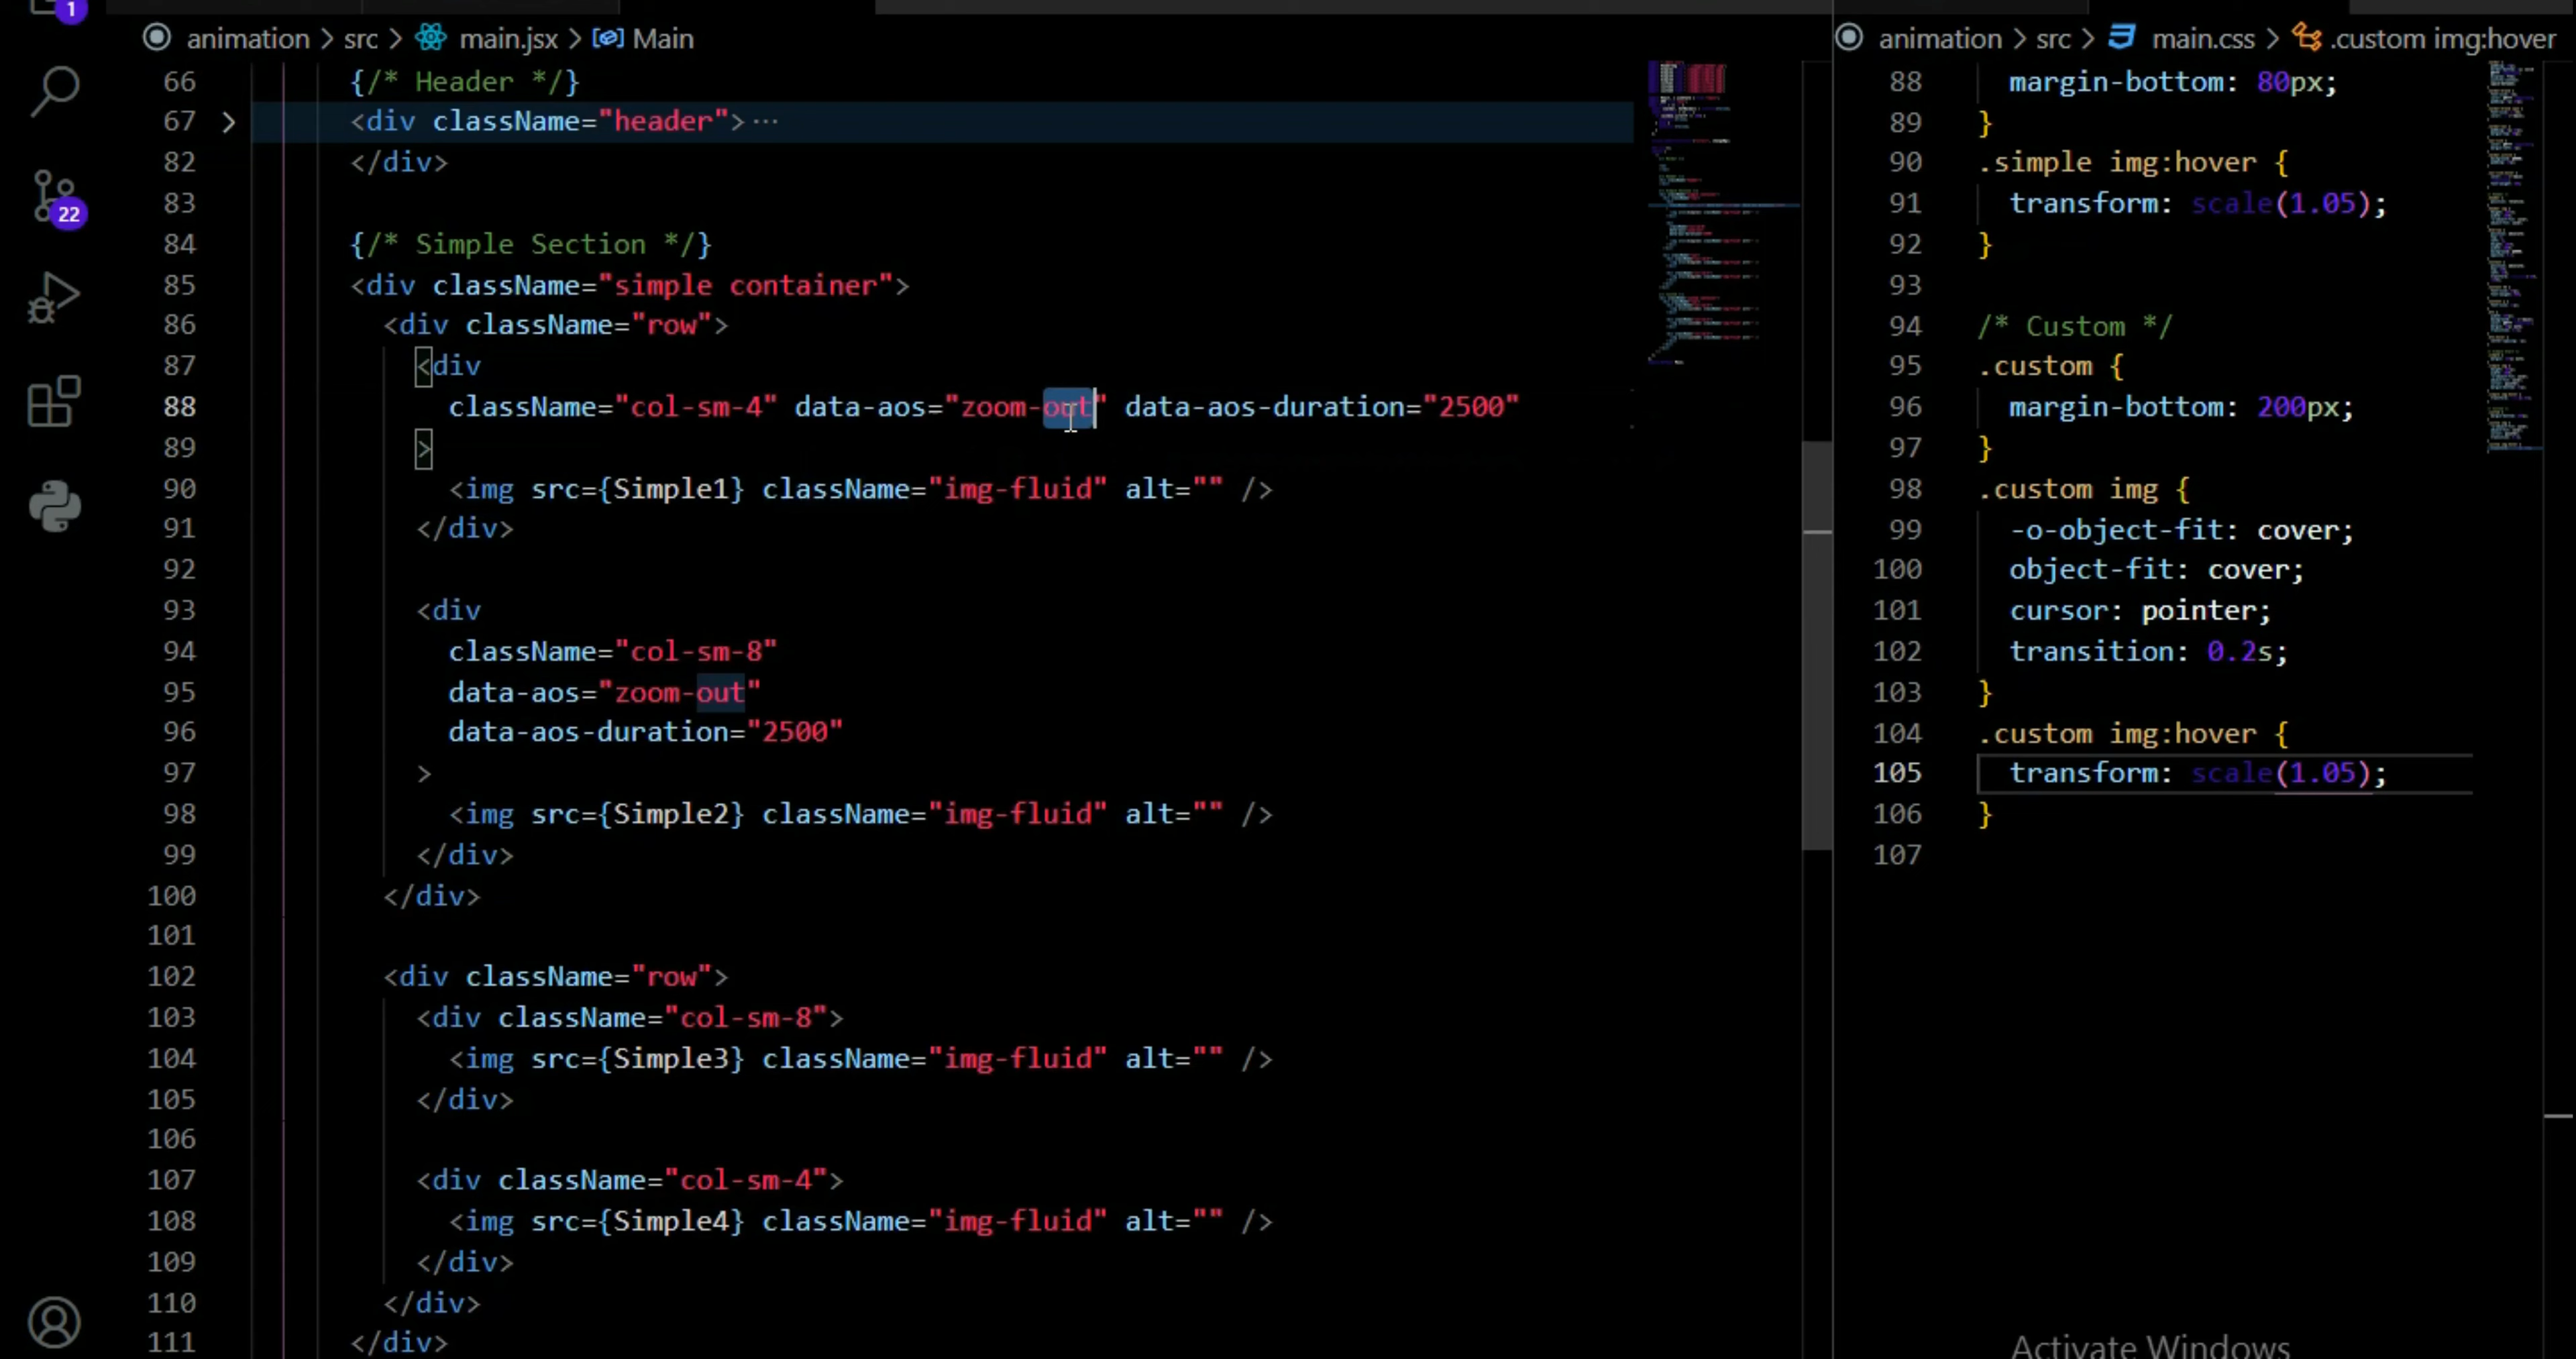 1
animation > src > main.jsx > Main
66 {/* Header */}
67 <div className="header"> ···
82 </div>
83
84 {/* Simple Section */}
85 <div className="simple container">
86 <div className="row">
87 <div
88 className="col-sm-4" data-aos="zoom-out" data-aos-duration="2500"
89 >
90 <img src={Simple1} className="img-fluid" alt="" />
91 </div>
92
93 <div
94 className="col-sm-8"
95 data-aos="zoom-out"
96 data-aos-duration="2500"
97 >
98 <img src={Simple2} className="img-fluid" alt="" />
99 </div>
100 </div>
101
102 <div className="row">
103 <div className="col-sm-8">
104 <img src={Simple3} className="img-fluid" alt="" />
105 </div>
106
107 <div className="col-sm-4">
108 <img src={Simple4} className="img-fluid" alt="" />
109 </div>
110 </div>
111 </div>
22
animation > src > main.css > .custom img:hover
88 margin-bottom: 80px;
89 }
90 .simple img:hover {
91 transform: scale(1.05);
92 }
93
94 /* Custom */
95 .custom {
96 margin-bottom: 200px;
97 }
98 .custom img {
99 -o-object-fit: cover;
100 object-fit: cover;
101 cursor: pointer;
102 transition: 0.2s;
103 }
104 .custom img:hover {
105 transform: scale(1.05);
106 }
107
Activate Windows